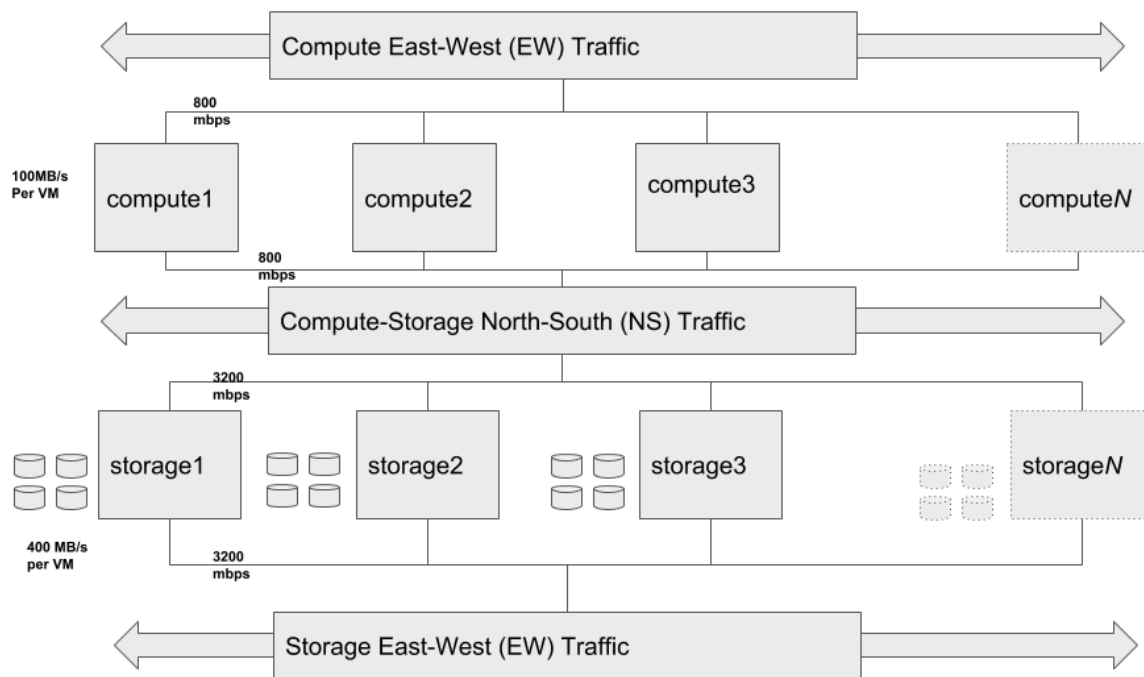 Compute East-West (EW) Traffic
800
mbps
100MB/s
Per VM
compute1
compute2
compute3
computeN
800
mbps
Compute-Storage North-South (NS) Traffic
3200
mbps
storage1
storage2
storage3
storageN
400 MB/s
per VM
3200
mbps
Storage East-West (EW) Traffic